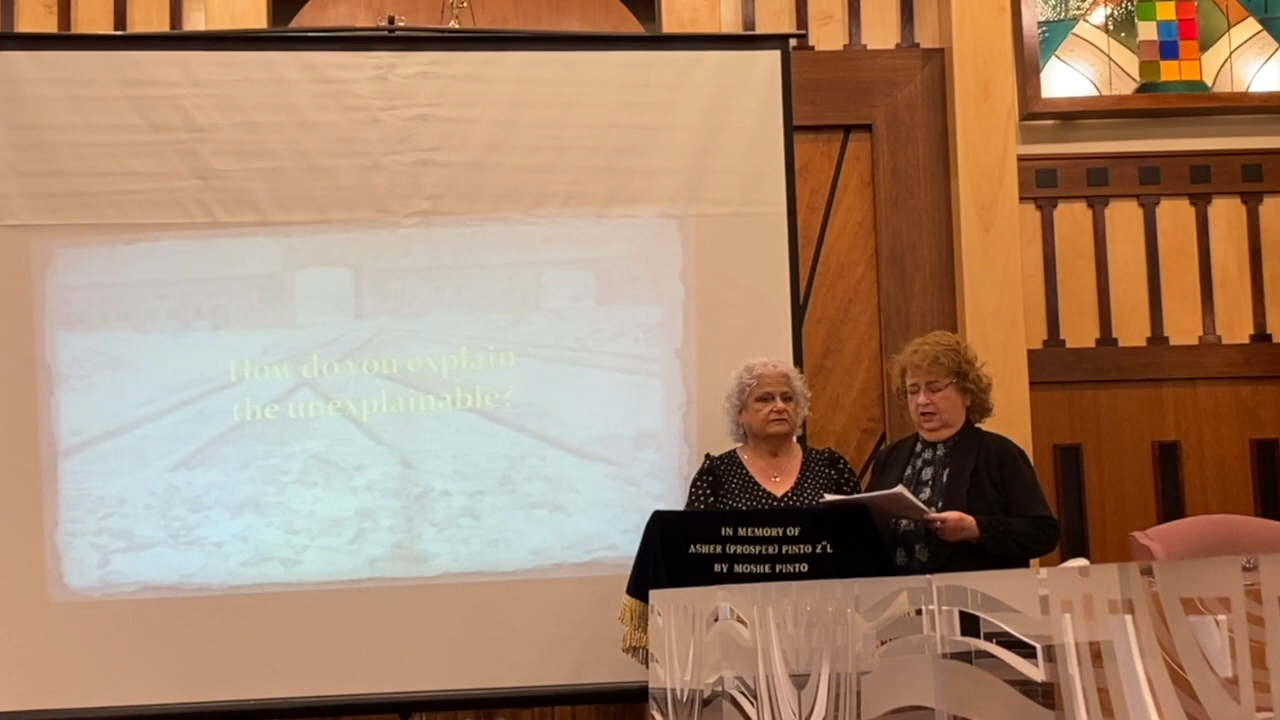 How do you explain
the unexplainable?
IN MEMORY OF
ASHER (PROSPER) PINTO Z"L
BY MOSHE PINTO